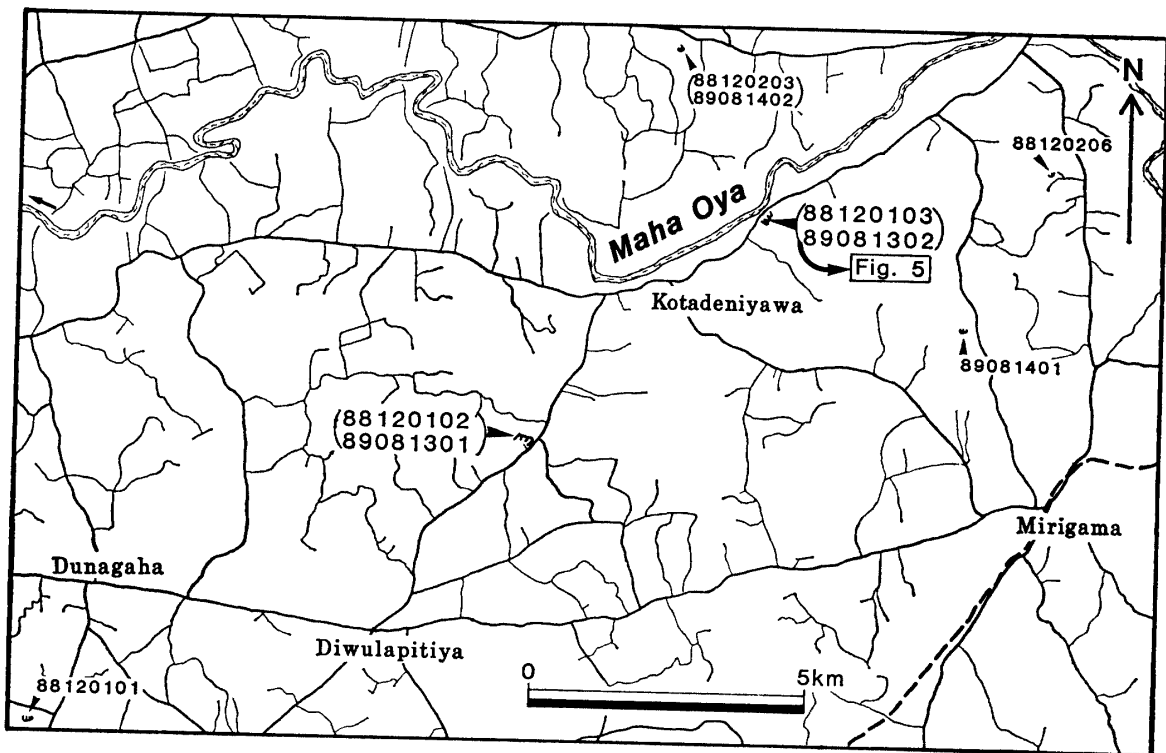 N
88120203
89081402
88120206
Maha Oya
88120103
89081302
Fig. 5
Kotadeniyawa
89081401
88120102
89081301
Mirigama
Dunagaha
Diwulapitiya
0 5km
88120101